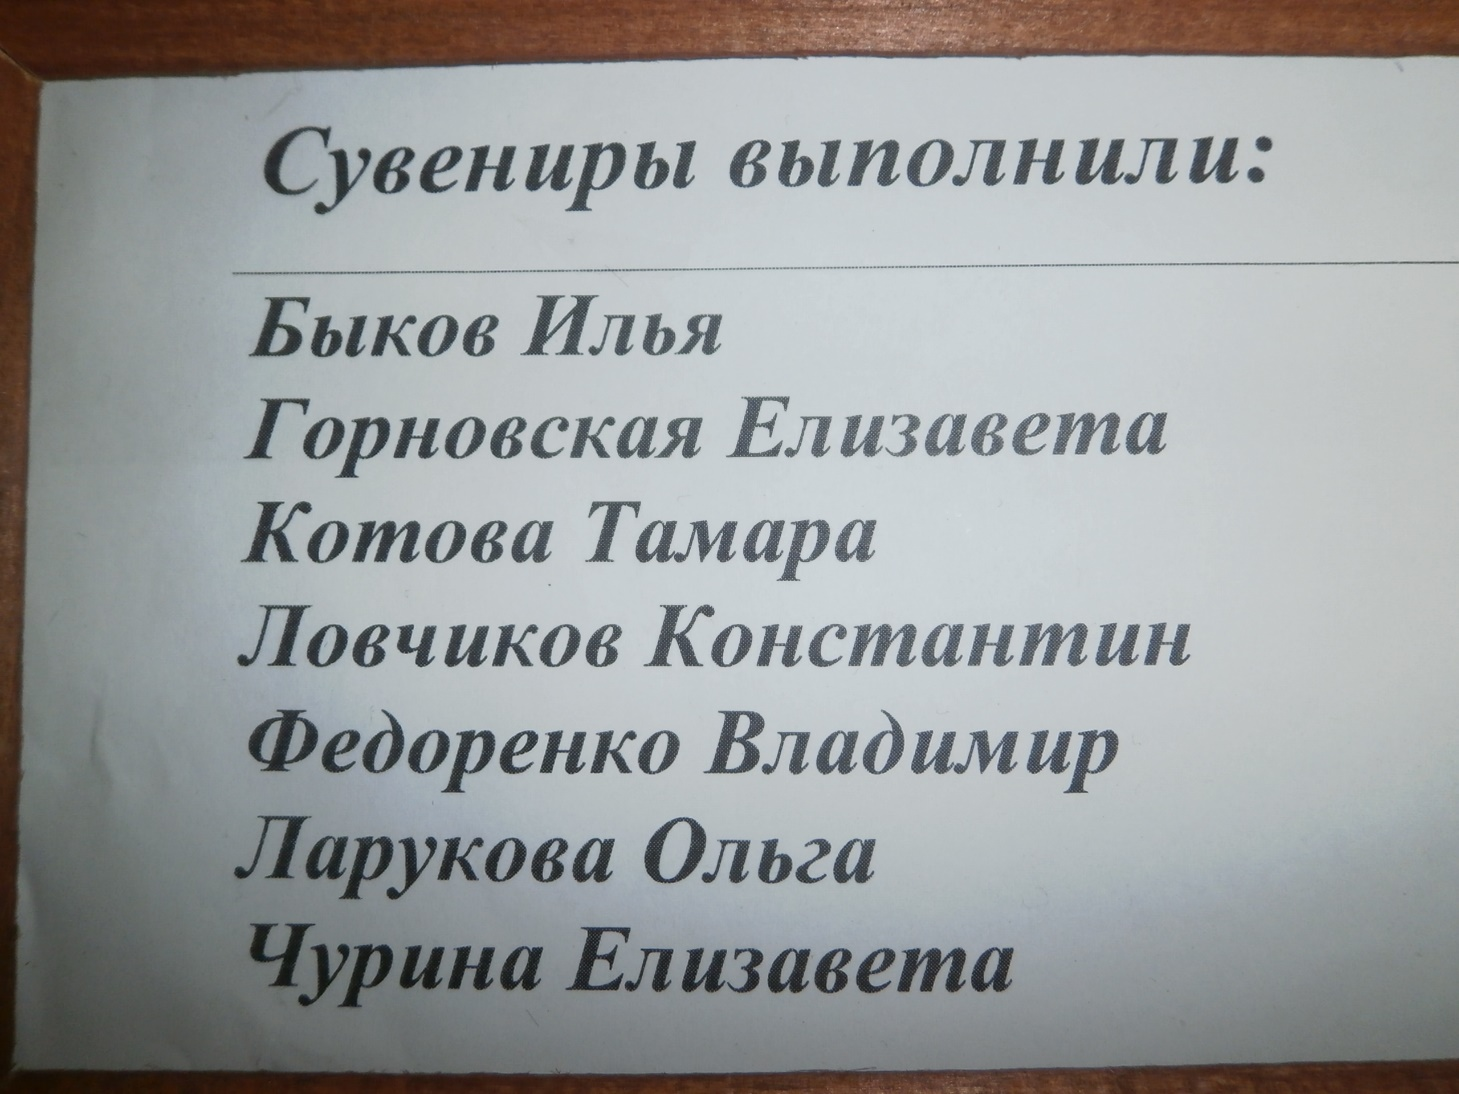 Сувениры выполнили:
Быков Илья
Горновская Елизавета
Котова Тамара
Ловчиков Константин
Федоренко Владимир
Ларукова Ольга
Чурина Елизавета